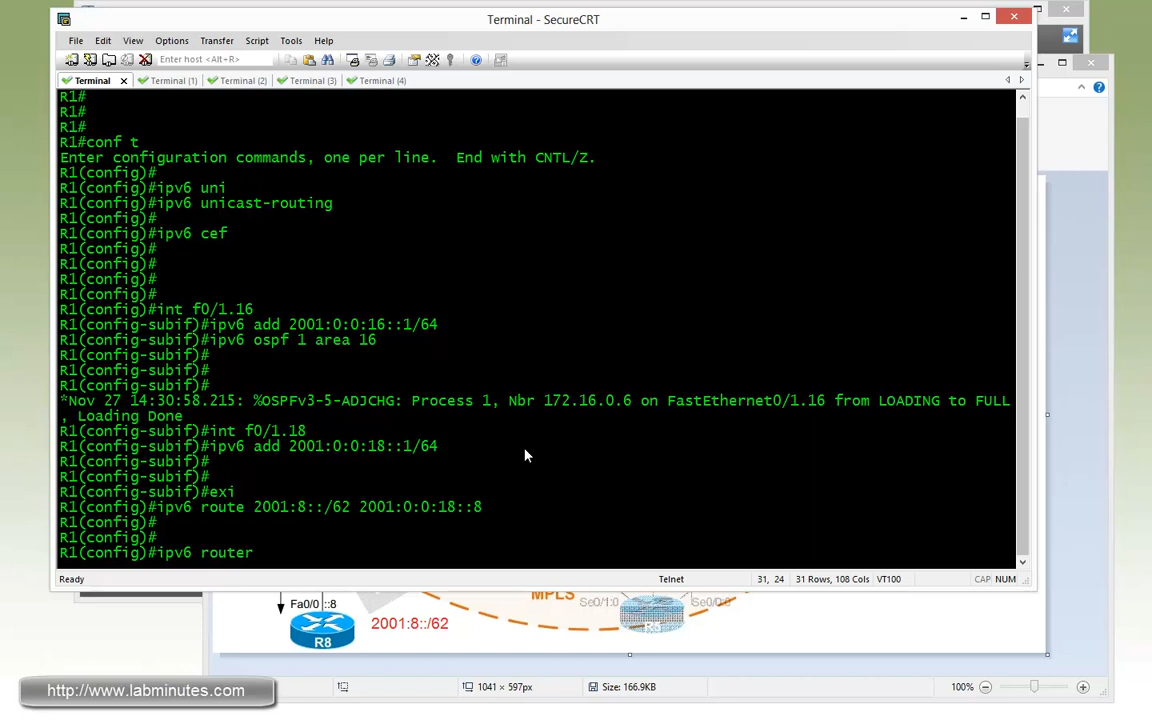 Terminal - SecureCRT
File Edit View Options Transfer Script Tools Help
Enter host <Alt+R>
Terminal Terminal (1) Terminal (2) Terminal (3) Terminal (4)
R1#
R1#
R1#
R1#conf t
Enter configuration commands, one per line.  End with CNTL/Z.
R1(config)#
R1(config)#ipv6 uni
R1(config)#ipv6 unicast-routing
R1(config)#
R1(config)#ipv6 cef
R1(config)#
R1(config)#
R1(config)#
R1(config)#
R1(config)#int f0/1.16
R1(config-subif)#ipv6 add 2001:0:0:16::1/64
R1(config-subif)#ipv6 ospf 1 area 16
R1(config-subif)#
R1(config-subif)#
R1(config-subif)#
*Nov 27 14:30:58.215: %OSPFv3-5-ADJCHG: Process 1, Nbr 172.16.0.6 on FastEthernet0/1.16 from LOADING to FULL
, Loading Done
R1(config-subif)#int f0/1.18
R1(config-subif)#ipv6 add 2001:0:0:18::1/64
R1(config-subif)#
R1(config-subif)#
R1(config-subif)#exi
R1(config)#ipv6 route 2001:8::/62 2001:0:0:18::8
R1(config)#
R1(config)#
R1(config)#ipv6 router
Ready Telnet 31, 24 31 Rows, 108 Cols VT100 CAP NUM
MPLS Se0/1:0 Se0/0:0
Fa0/0 ::8
2001:8::/62
R8
http://www.labminutes.com 1041 × 597px Size: 166.9KB 100%